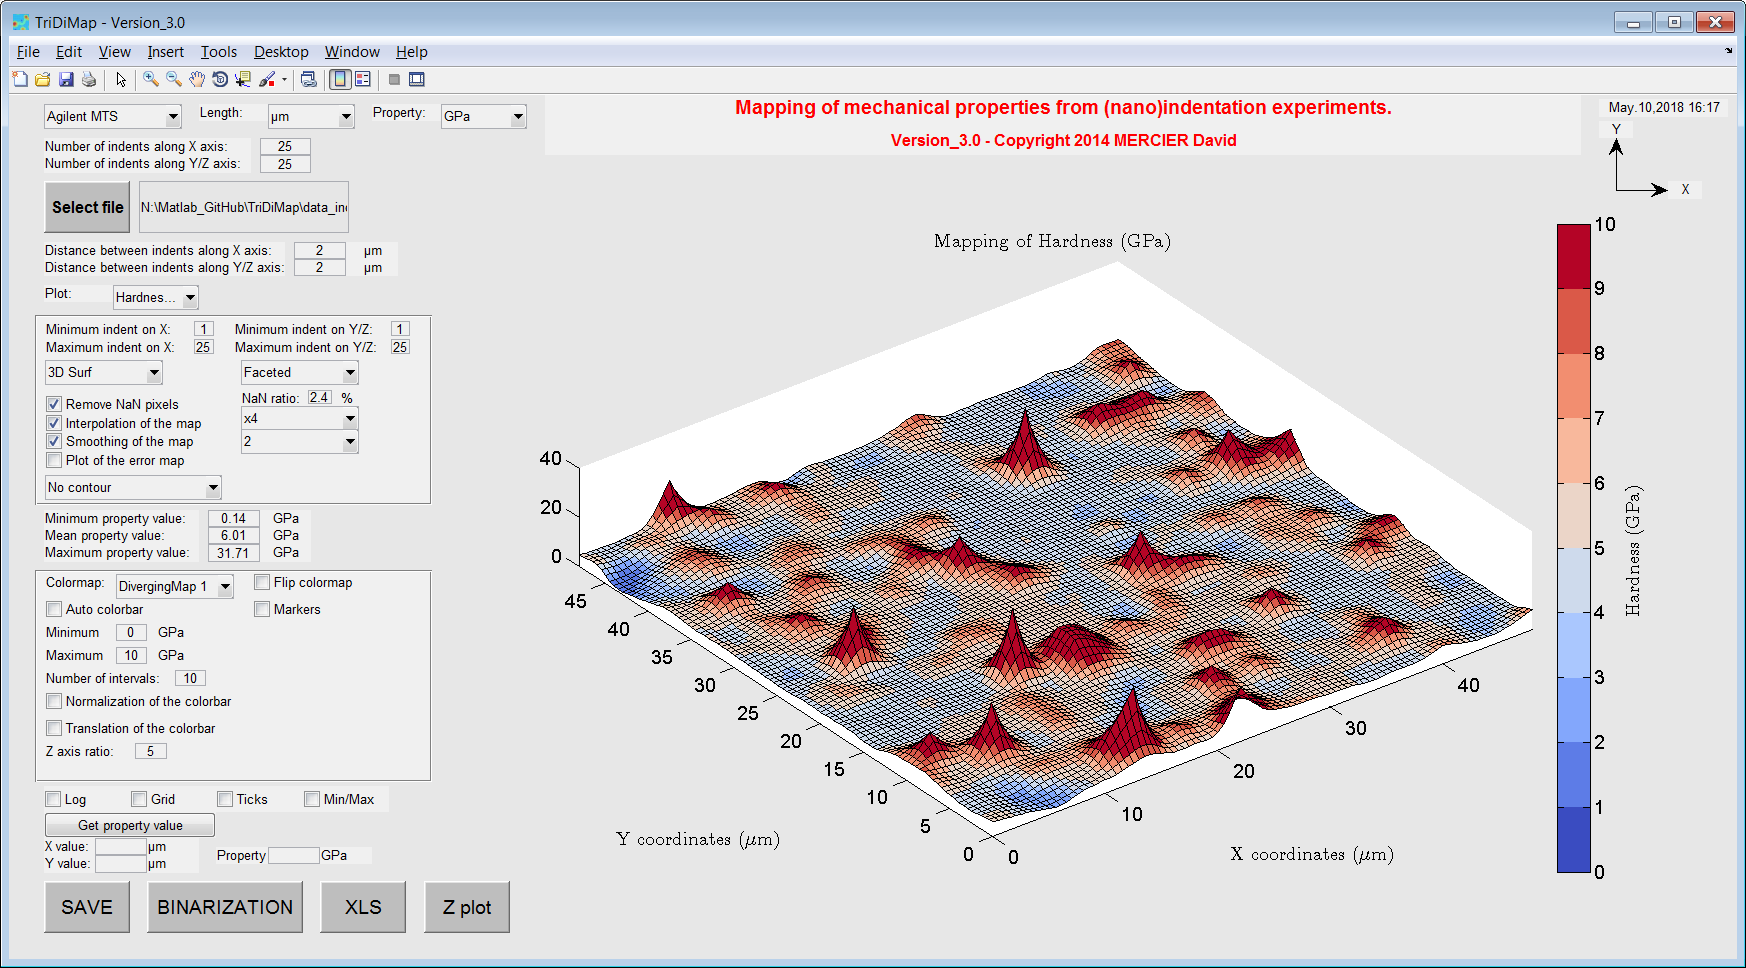 TriDiMap - Version_3.0
File Edit View Insert Tools Desktop Window Help
Agilent MTS Length: µm Property: GPa
Number of indents along X axis: 25
Number of indents along Y/Z axis: 25
Select file N:\Matlab_GitHub\TriDiMap\data_in
Distance between indents along X axis: 2 µm
Distance between indents along Y/Z axis: 2 µm
Plot: Hardnes...
Minimum indent on X: 1 Minimum indent on Y/Z: 1
Maximum indent on X: 25 Maximum indent on Y/Z: 25
3D Surf Faceted
NaN ratio: 2.4 %
Remove NaN pixels
x4
Interpolation of the map
Smoothing of the map 2
Plot of the error map
No contour
Minimum property value: 0.14 GPa
Mean property value: 6.01 GPa
Maximum property value: 31.71 GPa
Colormap: DivergingMap 1 Flip colormap
Auto colorbar Markers
Minimum 0 GPa
Maximum 10 GPa
Number of intervals: 10
Normalization of the colorbar
Translation of the colorbar
Z axis ratio: 5
Log Grid Ticks Min/Max
Get property value
X value: µm
Y value: µm
Property GPa
SAVE BINARIZATION XLS Z plot
Mapping of mechanical properties from (nano)indentation experiments.
Version_3.0 - Copyright 2014 MERCIER David
May.10,2018 16:17
Y
X
Mapping of Hardness (GPa)
40
20
0
45
40
35
30
25
20
15
10
5
0
Y coordinates (µm)
0
10
20
30
40
X coordinates (µm)
10
9
8
7
6
5
4
3
2
1
0
Hardness (GPa)